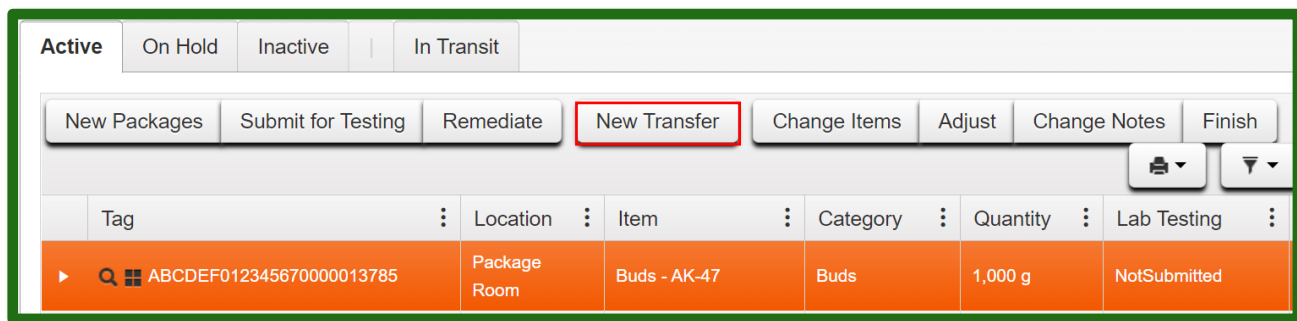 Active On Hold Inactive | In Transit
New Packages Submit for Testing Remediate New Transfer Change Items Adjust Change Notes Finish
Tag Location Item Category Quantity Lab Testing
ABCDEF012345670000013785 Package Room Buds - AK-47 Buds 1,000 g NotSubmitted